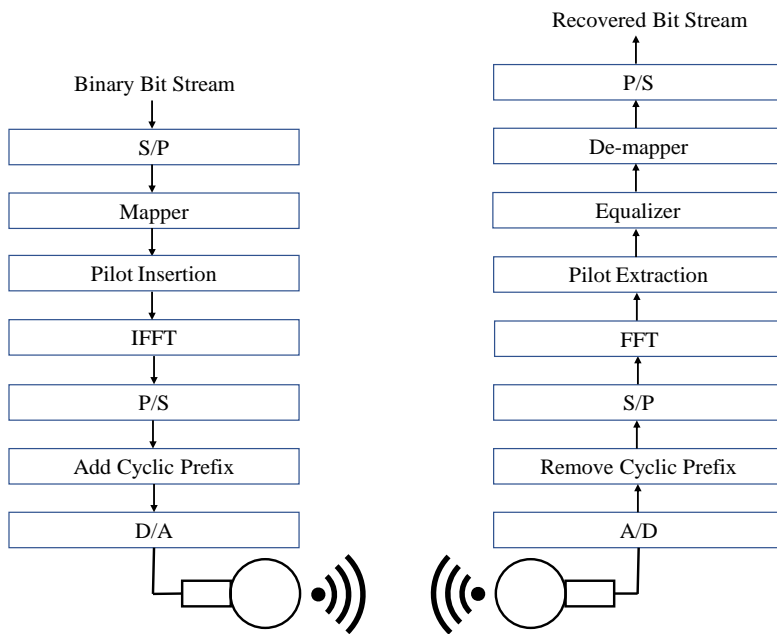 Binary Bit Stream
S/P
Mapper
Pilot Insertion
IFFT
P/S
Add Cyclic Prefix
D/A
Recovered Bit Stream
P/S
De-mapper
Equalizer
Pilot Extraction
FFT
S/P
Remove Cyclic Prefix
A/D